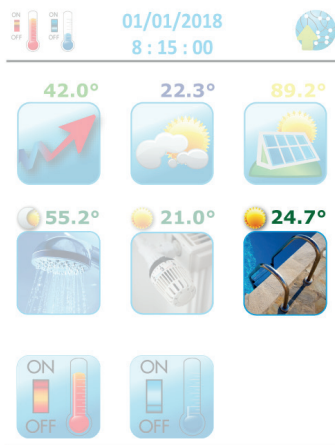 ON
OFF
ON
OFF
01/01/2018
8 : 15 : 00
42.0°
22.3°
89.2°
55.2°
21.0°
24.7°
ON
OFF
ON
OFF